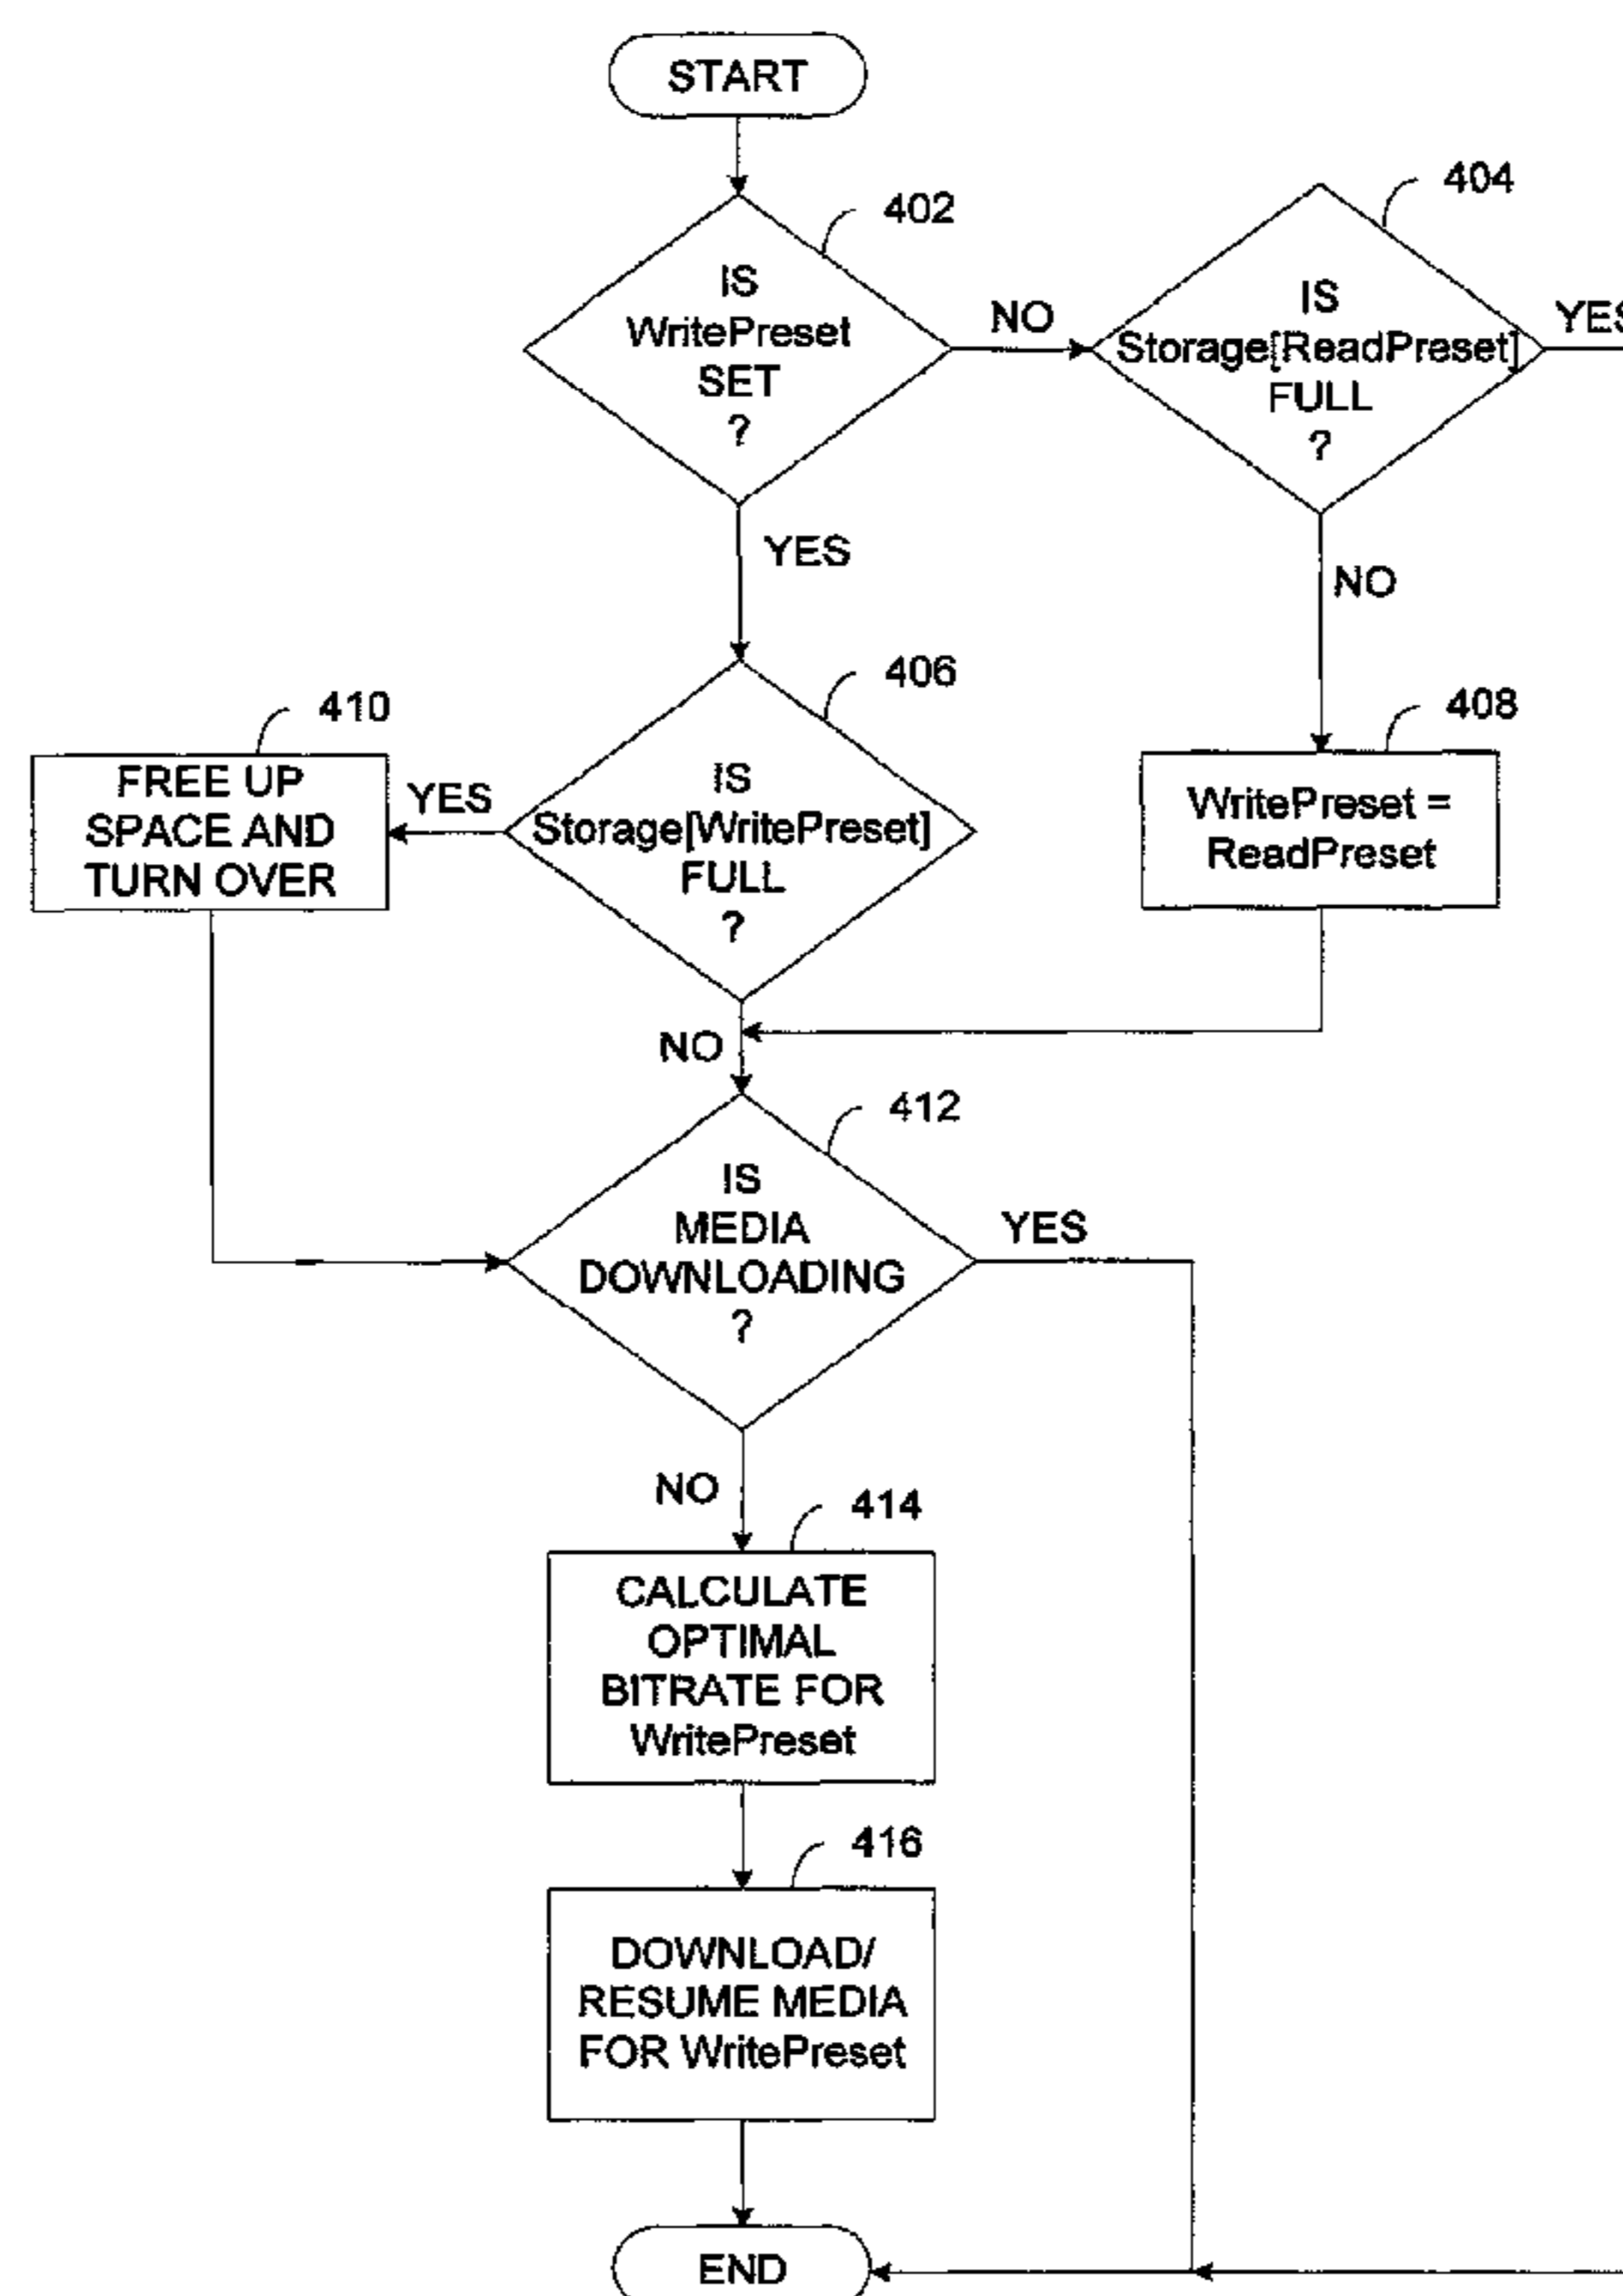 START
402
IS
WritePreset
SET
?
NO
404
IS
Storage[ReadPreset]
FULL
?
YES
YES
NO
406
IS
Storage[WritePreset]
FULL
?
YES
410
FREE UP
SPACE AND
TURN OVER
408
WritePreset =
ReadPreset
NO
412
IS
MEDIA
DOWNLOADING
?
YES
NO
414
CALCULATE
OPTIMAL
BITRATE FOR
WritePreset
416
DOWNLOAD/
RESUME MEDIA
FOR WritePreset
END